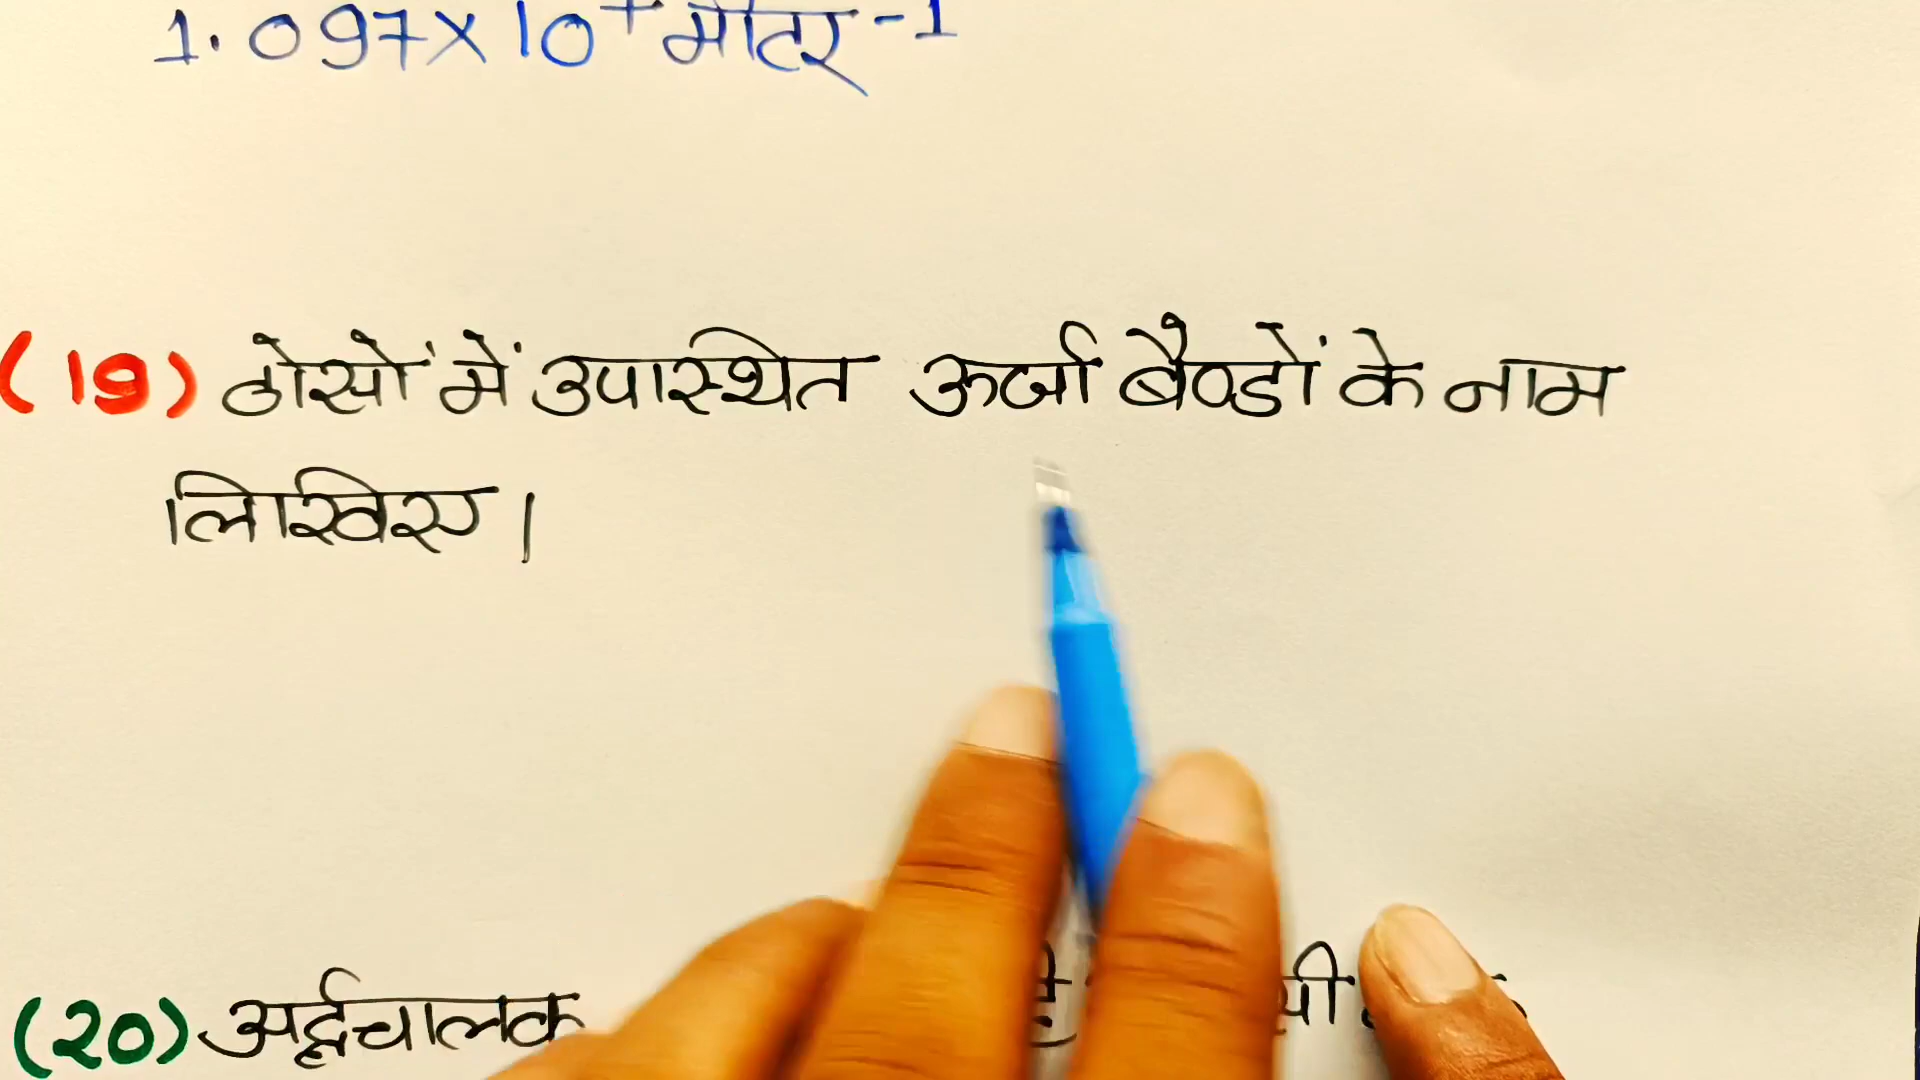 1.097×10⁷ मीटर⁻¹
(19) ठोसों में उपस्थित ऊर्जा बैण्डों के नाम
लिखिए।
(20) अर्द्धचालक